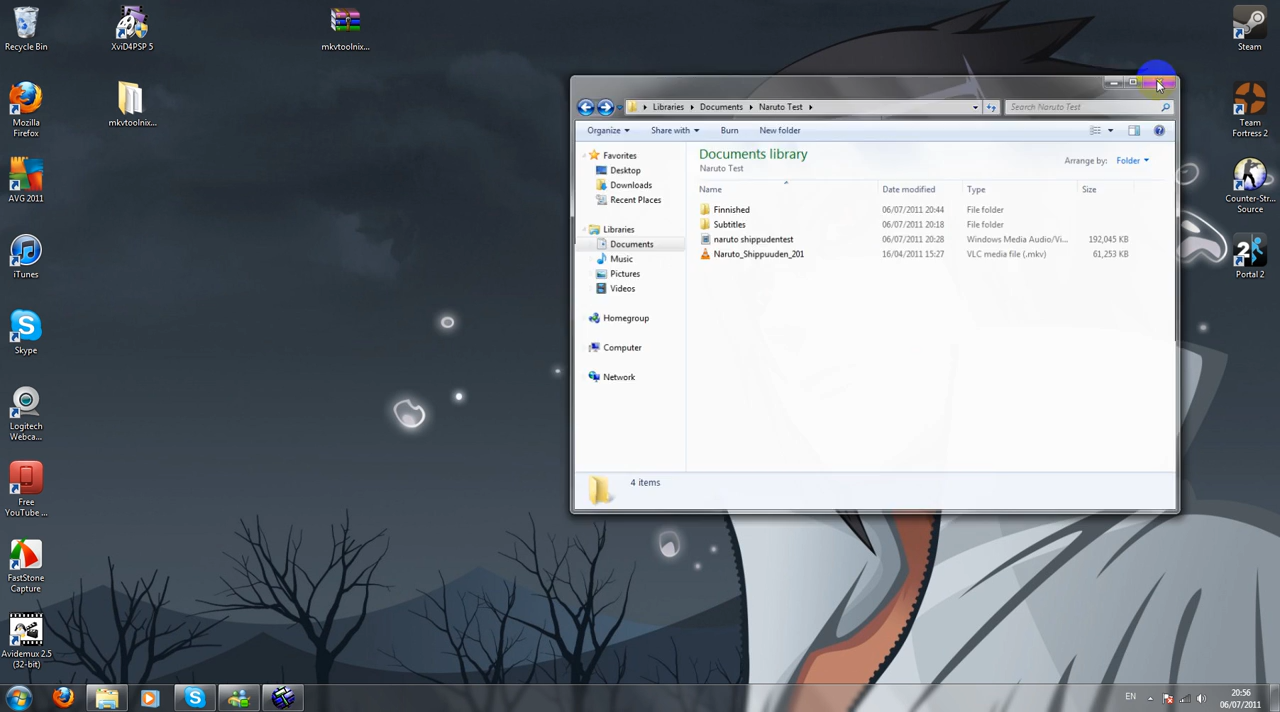 Recycle Bin
XviD4PSP 5
mkvtoolnix...
Steam
Mozilla
Firefox
mkvtoolnix...
Team
Fortress 2
AVG 2011
Counter-Str...
Source
iTunes
Portal 2
Skype
Logitech
Webca...
Free
YouTube ...
FastStone
Capture
Avidemux 2.5
(32-bit)
Libraries Documents Naruto Test
Search Naruto Test
Organize Share with Burn New folder
Favorites
Desktop
Downloads
Recent Places
Libraries
Documents
Music
Pictures
Videos
Homegroup
Computer
Network
Documents library
Naruto Test
Arrange by: Folder
Name Date modified Type Size
Finnished 06/07/2011 20:44 File folder
Subtitles 06/07/2011 20:18 File folder
naruto shippudentest 06/07/2011 20:28 Windows Media Audio/Vi... 192,045 KB
Naruto_Shippuuden_201 16/04/2011 15:27 VLC media file (.mkv) 61,253 KB
4 items
EN
20:56
06/07/2011